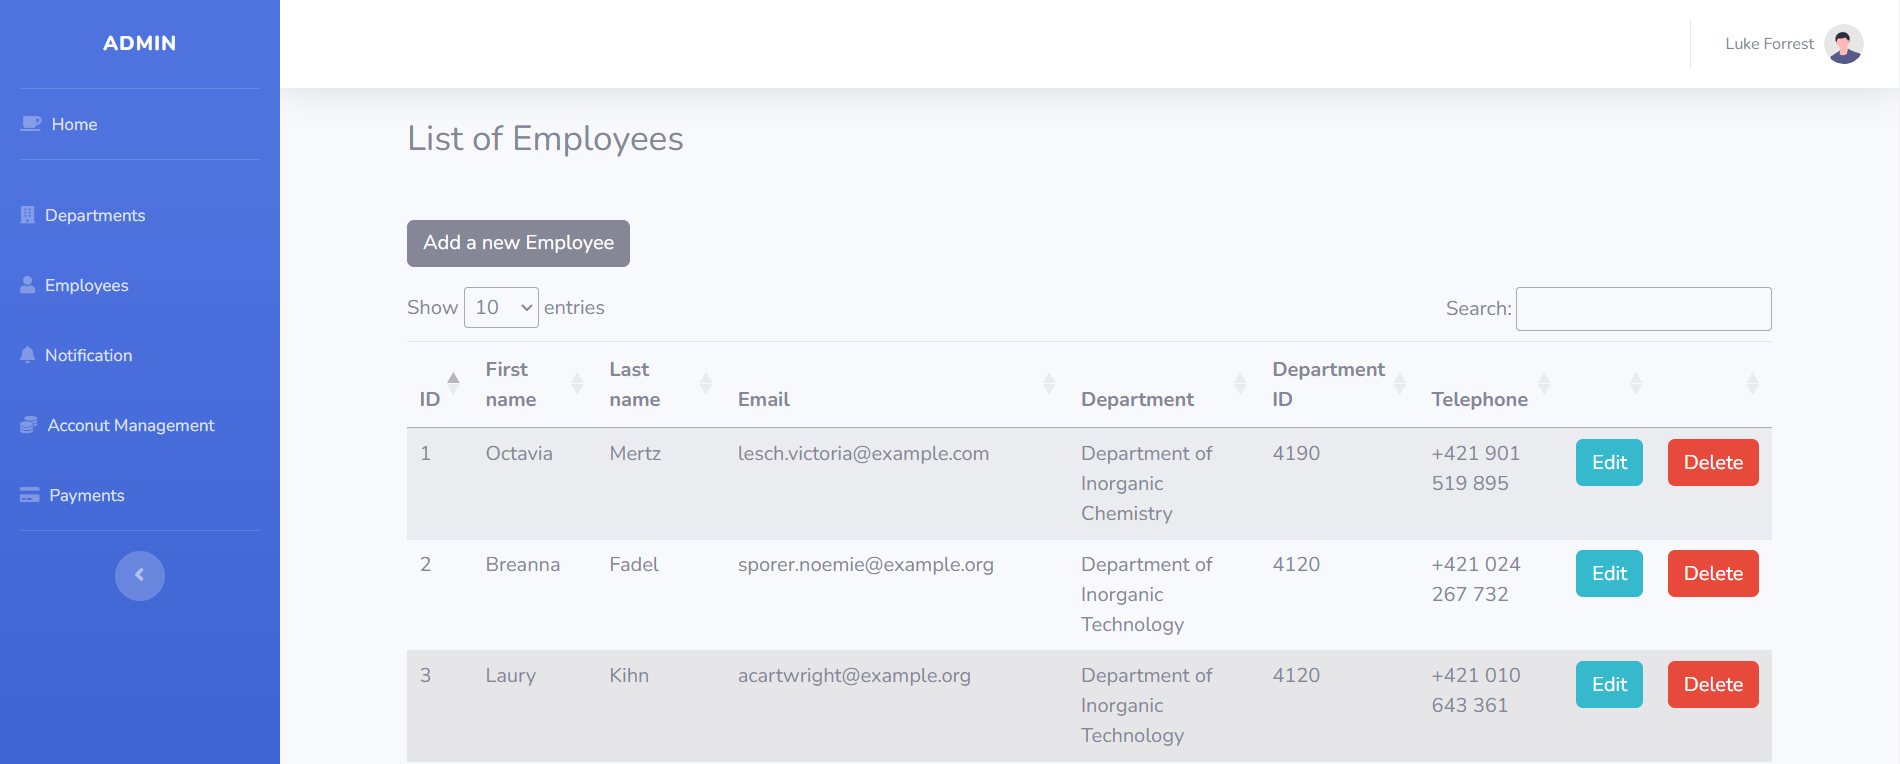 ADMIN
Luke Forrest
Home
Departments
Employees
Notification
Acconut Management
Payments
List of Employees
Add a new Employee
Show 10 entries
Search:
ID First name Last name Email Department Department ID Telephone
1 Octavia Mertz lesch.victoria@example.com Department of 4190 +421 901 Edit Delete
Inorganic 519 895
Chemistry
2 Breanna Fadel sporer.noemie@example.org Department of 4120 +421 024 Edit Delete
Inorganic 267 732
Technology
3 Laury Kihn acartwright@example.org Department of 4120 +421 010 Edit Delete
Inorganic 643 361
Technology